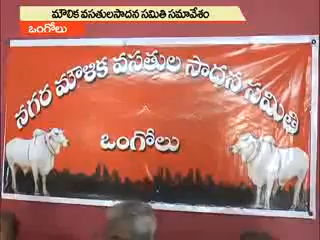 మౌలిక వసతులసాధన సమితి సమావేశం
ఒంగోలు
నగర మౌళిక వసతుల సాధన సమితి
ఒంగోలు